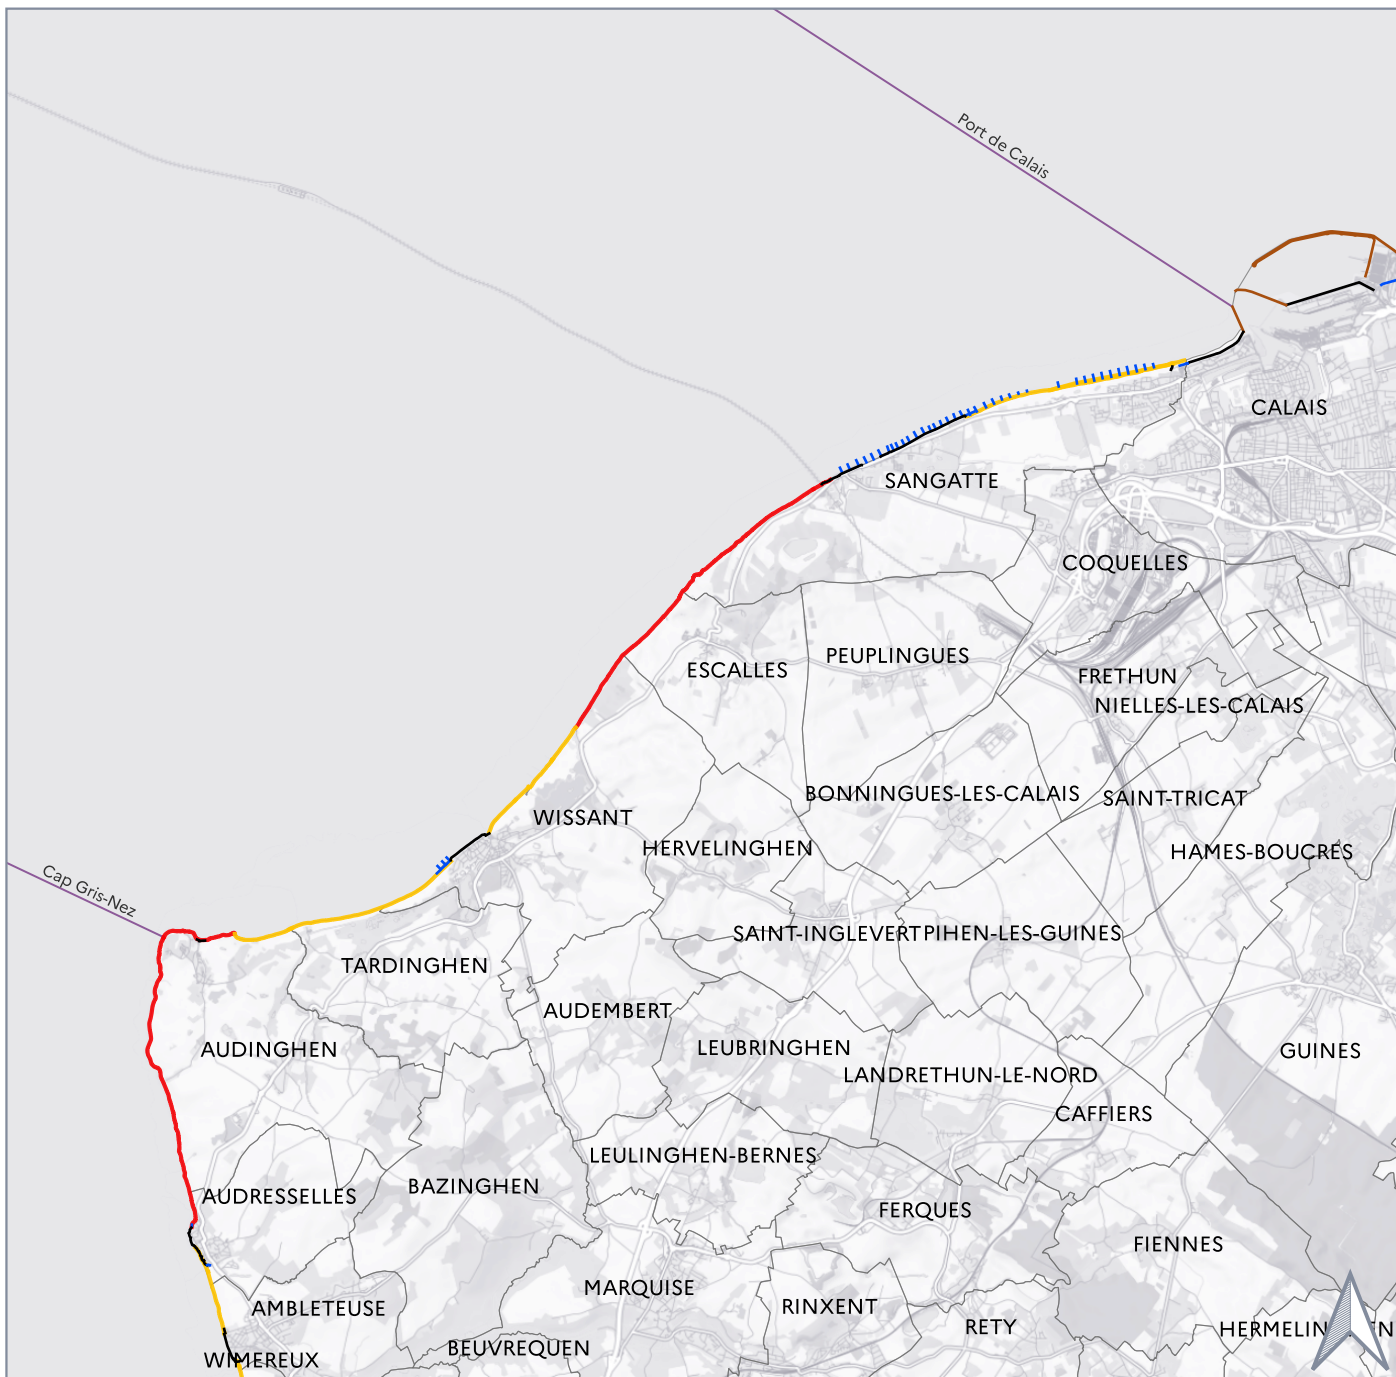 Port de Calais
CALAIS
SANGATTE
COQUELLES
PEUPLINGUES
ESCALLES
FRETHUN
NIELLES-LES-CALAIS
BONNINGUES-LES-CALAIS
SAINT-TRICAT
WISSANT
HERVELINGHEN
HAMES-BOUCRES
Cap Gris-Nez
SAINT-INGLEVERT
PIHEN-LES-GUINES
TARDINGHEN
AUDEMBERT
AUDINGHEN
LEUBRINGHEN
GUINES
LANDRETHUN-LE-NORD
CAFFIERS
LEULINGHEN-BERNES
BAZINGHEN
AUDRESSELLES
FERQUES
FIENNES
MARQUISE
RINXENT
AMBLETEUSE
RETY
BEUVREQUEN
WIMEREUX